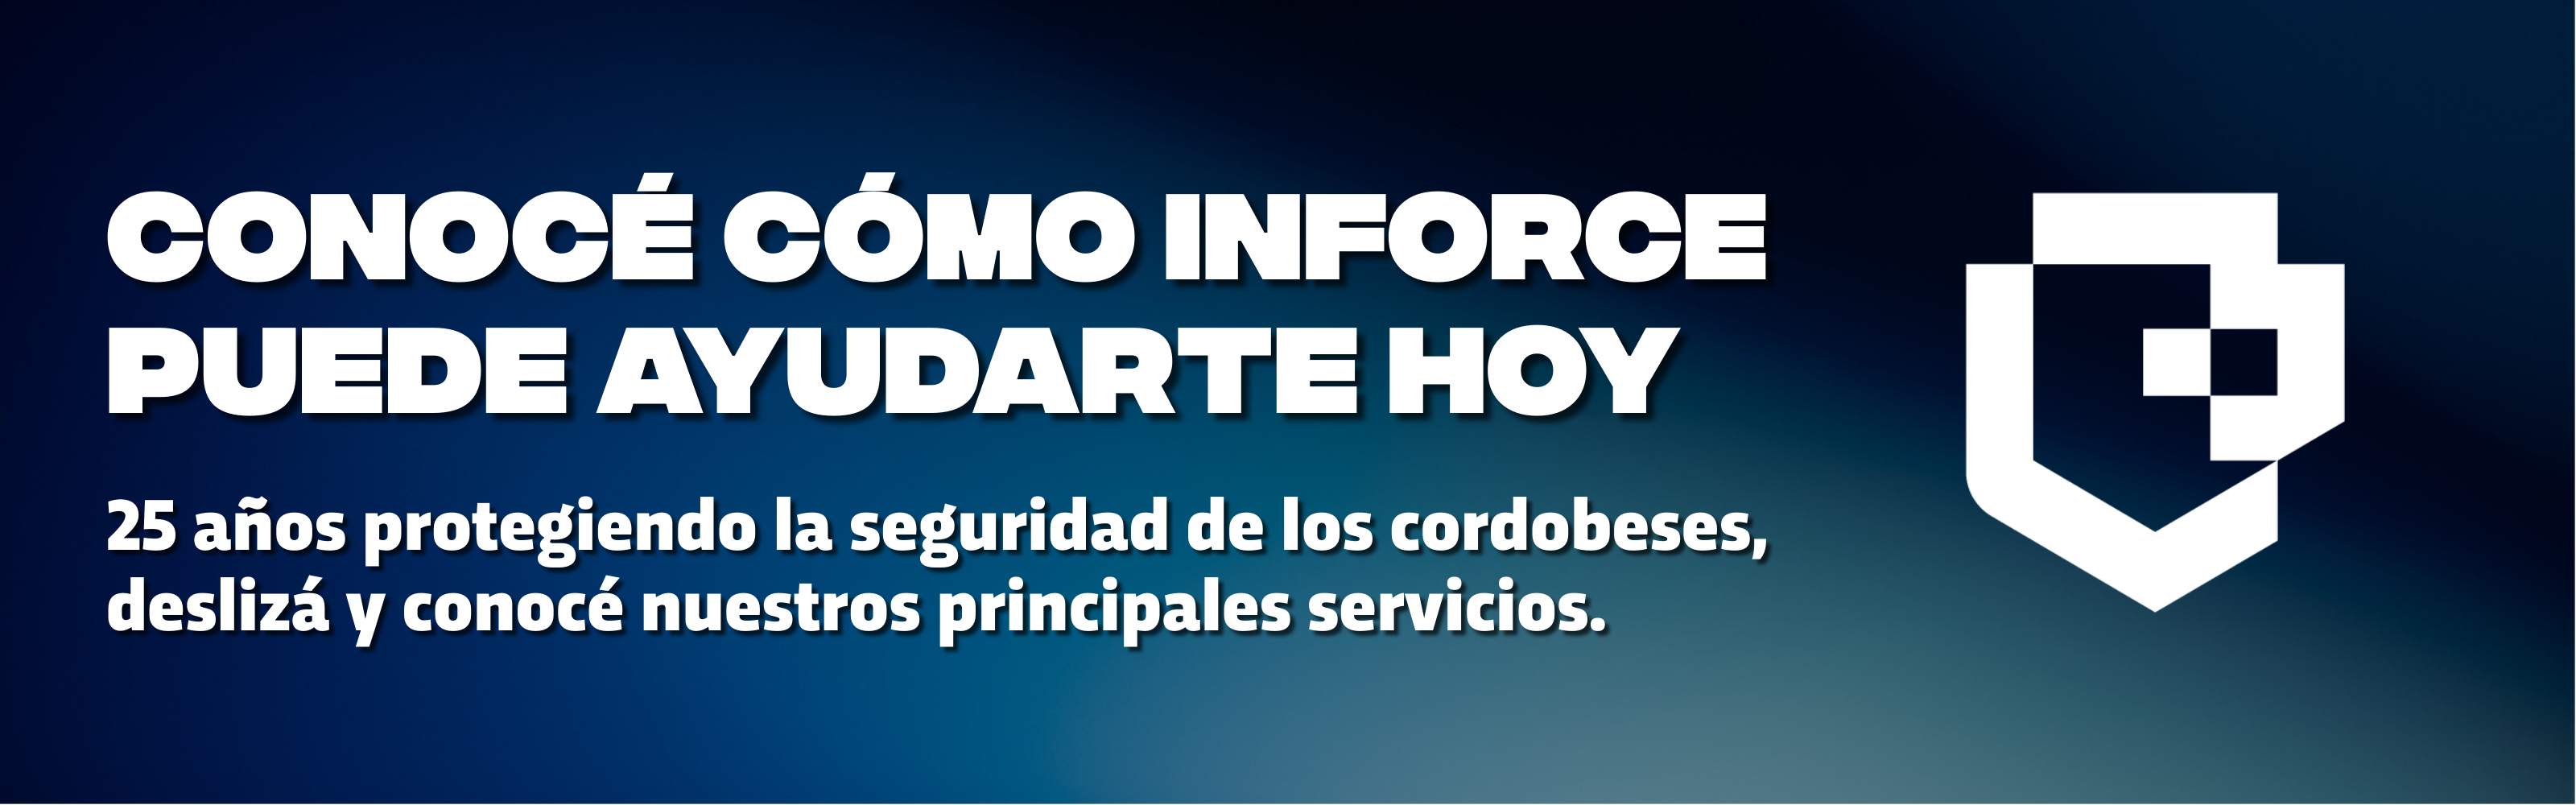 CONOCÉ CÓMO INFORCE
PUEDE AYUDARTE HOY
25 años protegiendo la seguridad de los cordobeses,
deslizá y conocé nuestros principales servicios.